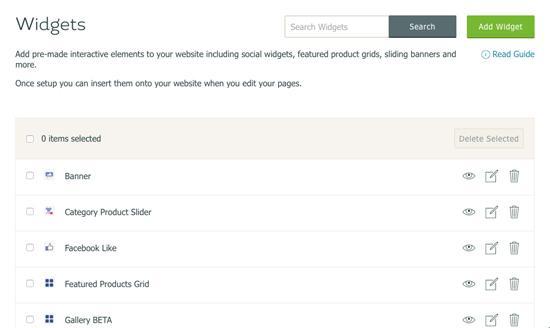 Widgets
Search Widgets
Search
Add Widget
Add pre-made interactive elements to your website including social widgets, featured product grids, sliding banners and
more.
Read Guide
Once setup you can insert them onto your website when you edit your pages.
0 items selected
Delete Selected
Banner
Category Product Slider
Facebook Like
Featured Products Grid
Gallery BETA